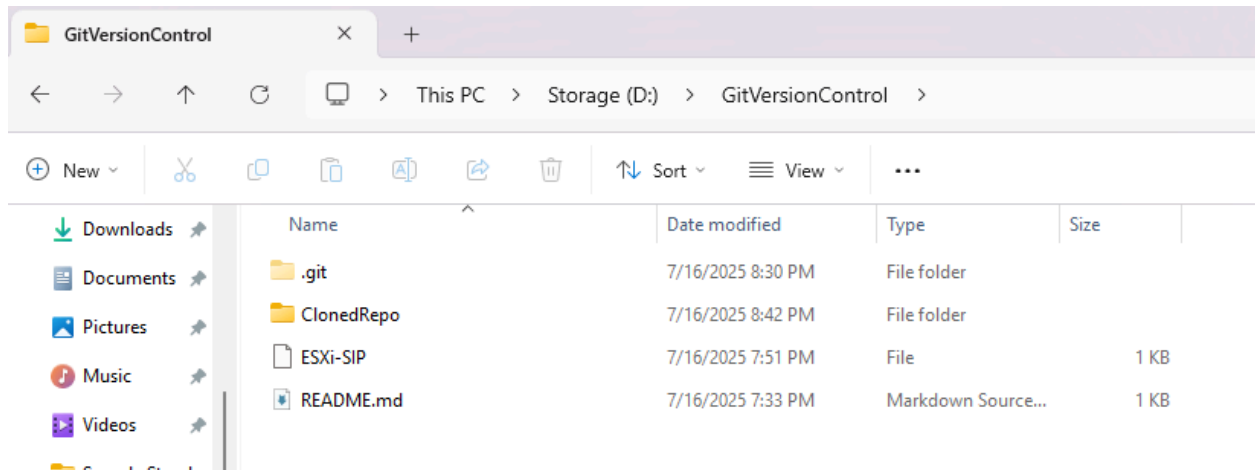 GitVersionControl
This PC > Storage (D:) > GitVersionControl >
New Sort View ...
Name Date modified Type Size
Downloads
.git 7/16/2025 8:30 PM File folder
Documents
ClonedRepo 7/16/2025 8:42 PM File folder
Pictures
ESXi-SIP 7/16/2025 7:51 PM File 1 KB
Music
README.md 7/16/2025 7:33 PM Markdown Source... 1 KB
Videos